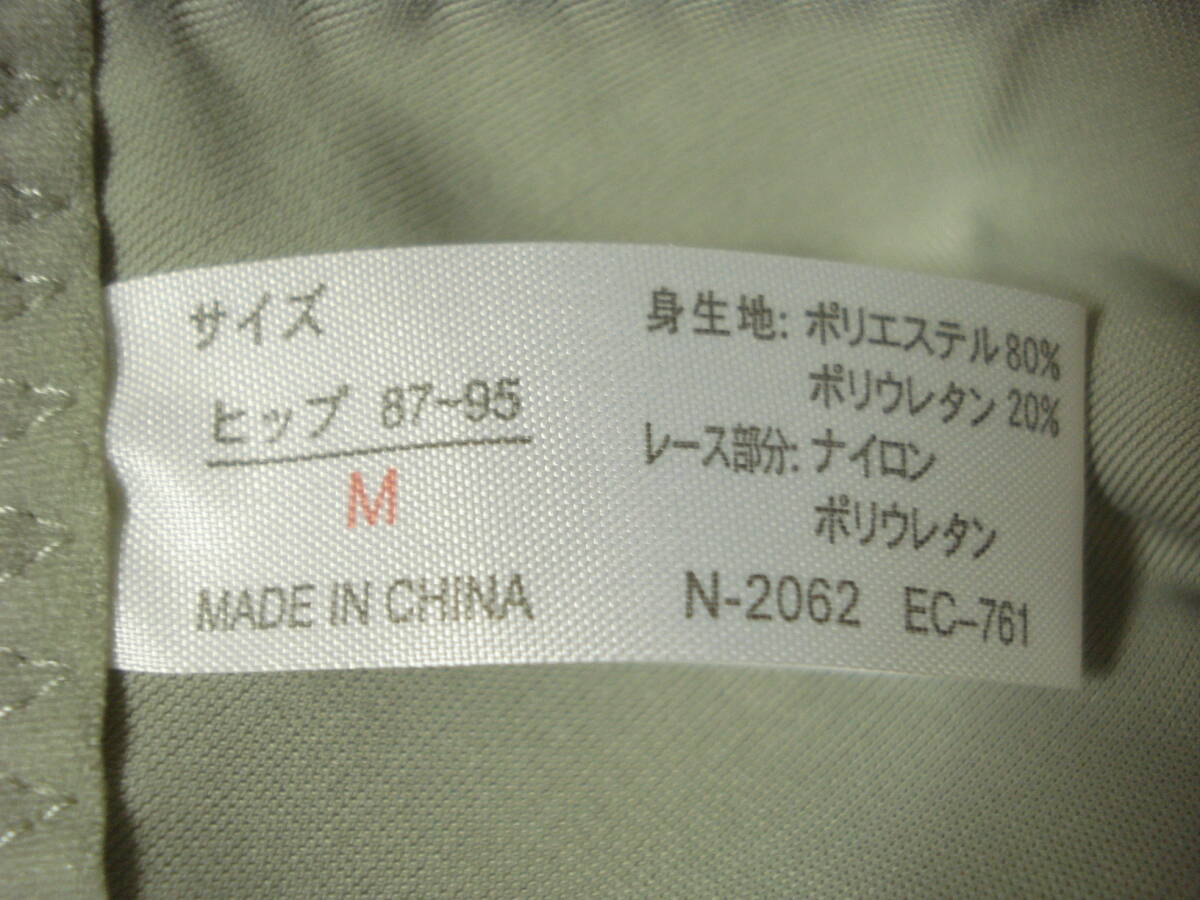 サイズ
ヒップ 87~95
M
MADE IN CHINA
身生地: ポリエステル 80%
ポリウレタン 20%
レース部分: ナイロン
ポリウレタン
N-2062 EC-761